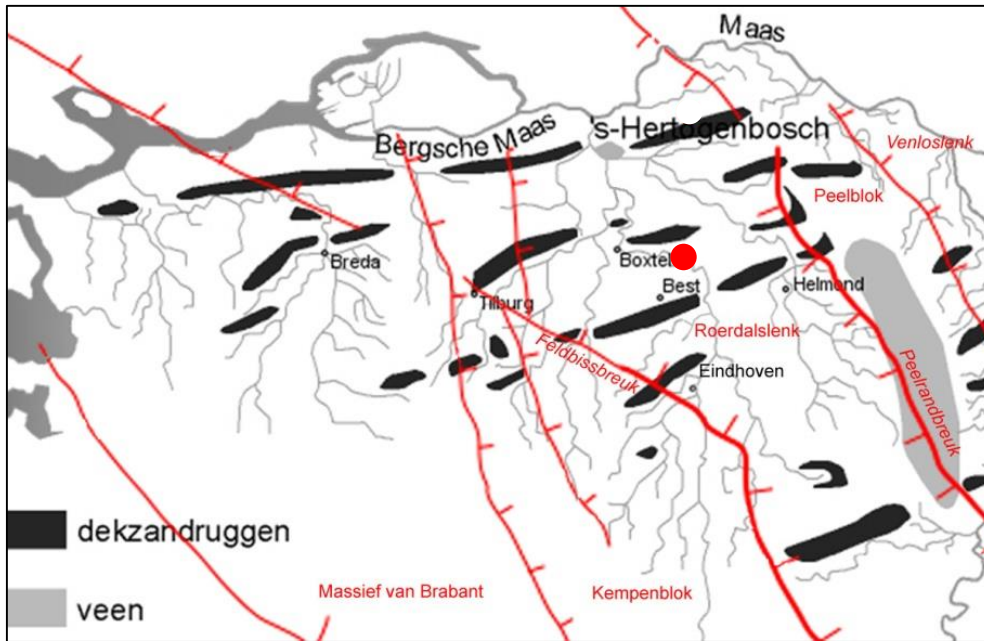 Maas
's-Hertogenbosch
Bergsche Maas
Venloslenk
Peelblok
Breda
Boxtel
Best
Helmond
Tilburg
Roerdalslenk
Feldbissbreuk
Eindhoven
Peelrandbreuk
dekzandruggen
Massief van Brabant
Kempenblok
veen